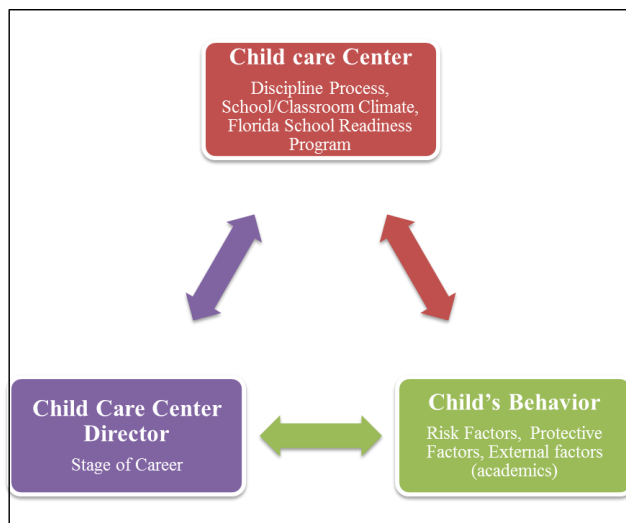 Child care Center
Discipline Process,
School/Classroom Climate,
Florida School Readiness
Program
Child Care Center
Director
Stage of Career
Child's Behavior
Risk Factors, Protective
Factors, External factors
(academics)